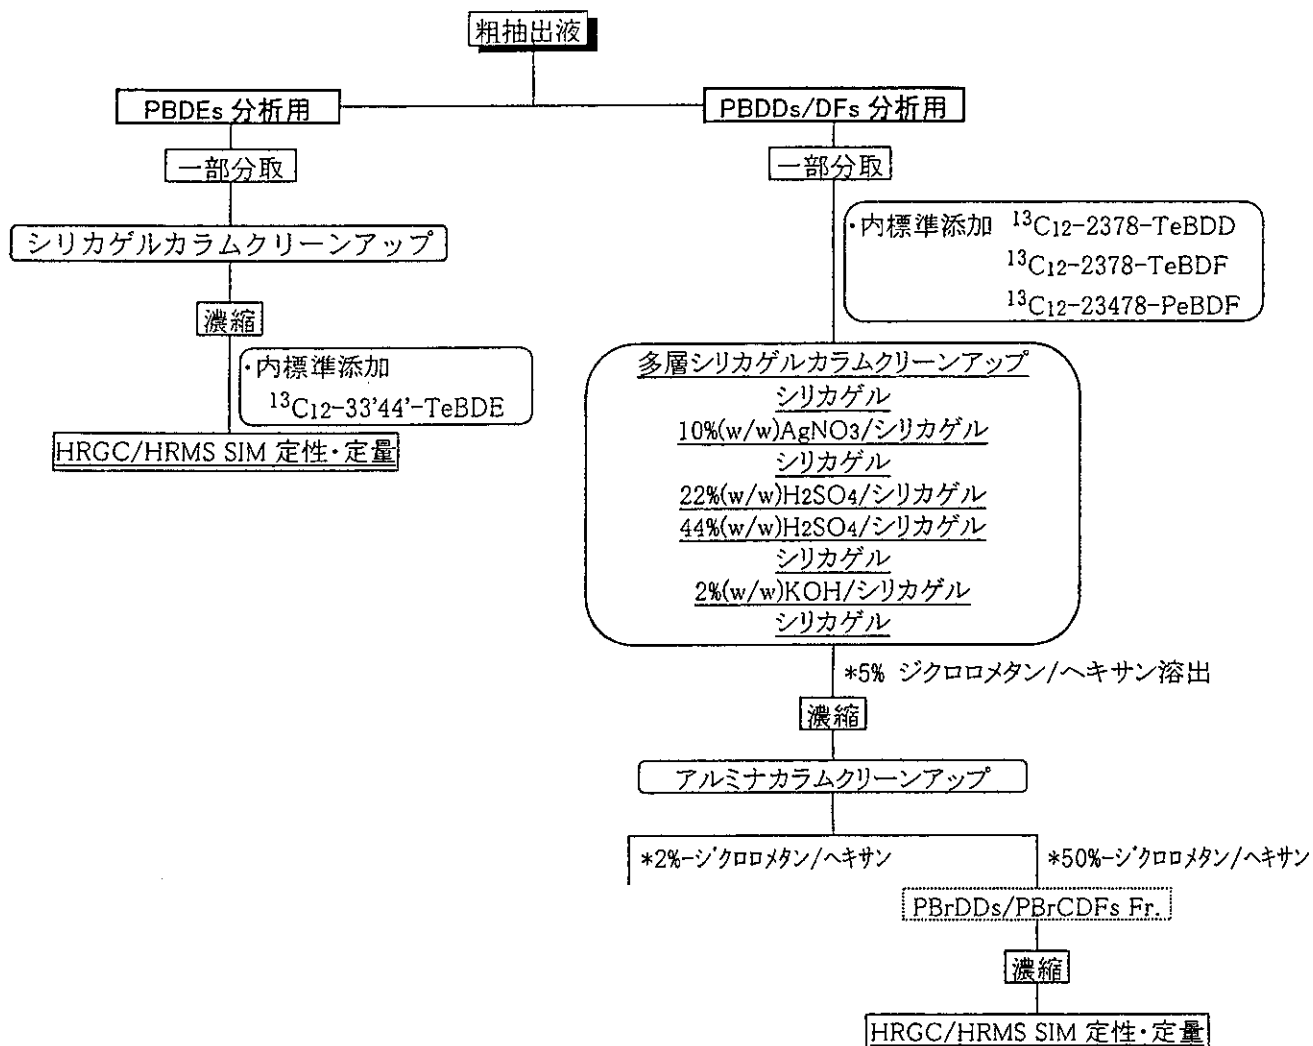 粗抽出液
PBDEs 分析用
一部分取
シリカゲルカラムクリーンアップ
濃縮
・内標準添加
¹³C₁₂-33'44'-TeBDE
HRGC/HRMS SIM 定性・定量
PBDDs/DFs 分析用
一部分取
・内標準添加 ¹³C₁₂-2378-TeBDD
¹³C₁₂-2378-TeBDF
¹³C₁₂-23478-PeBDF
多層シリカゲルカラムクリーンアップ
シリカゲル
10%(w/w)AgNO₃/シリカゲル
シリカゲル
22%(w/w)H₂SO₄/シリカゲル
44%(w/w)H₂SO₄/シリカゲル
シリカゲル
2%(w/w)KOH/シリカゲル
シリカゲル
*5% ジクロロメタン/ヘキサン溶出
濃縮
アルミナカラムクリーンアップ
*2%-ジクロロメタン/ヘキサン
*50%-ジクロロメタン/ヘキサン
PBrDDs/PBrCDFs Fr.
濃縮
HRGC/HRMS SIM 定性・定量